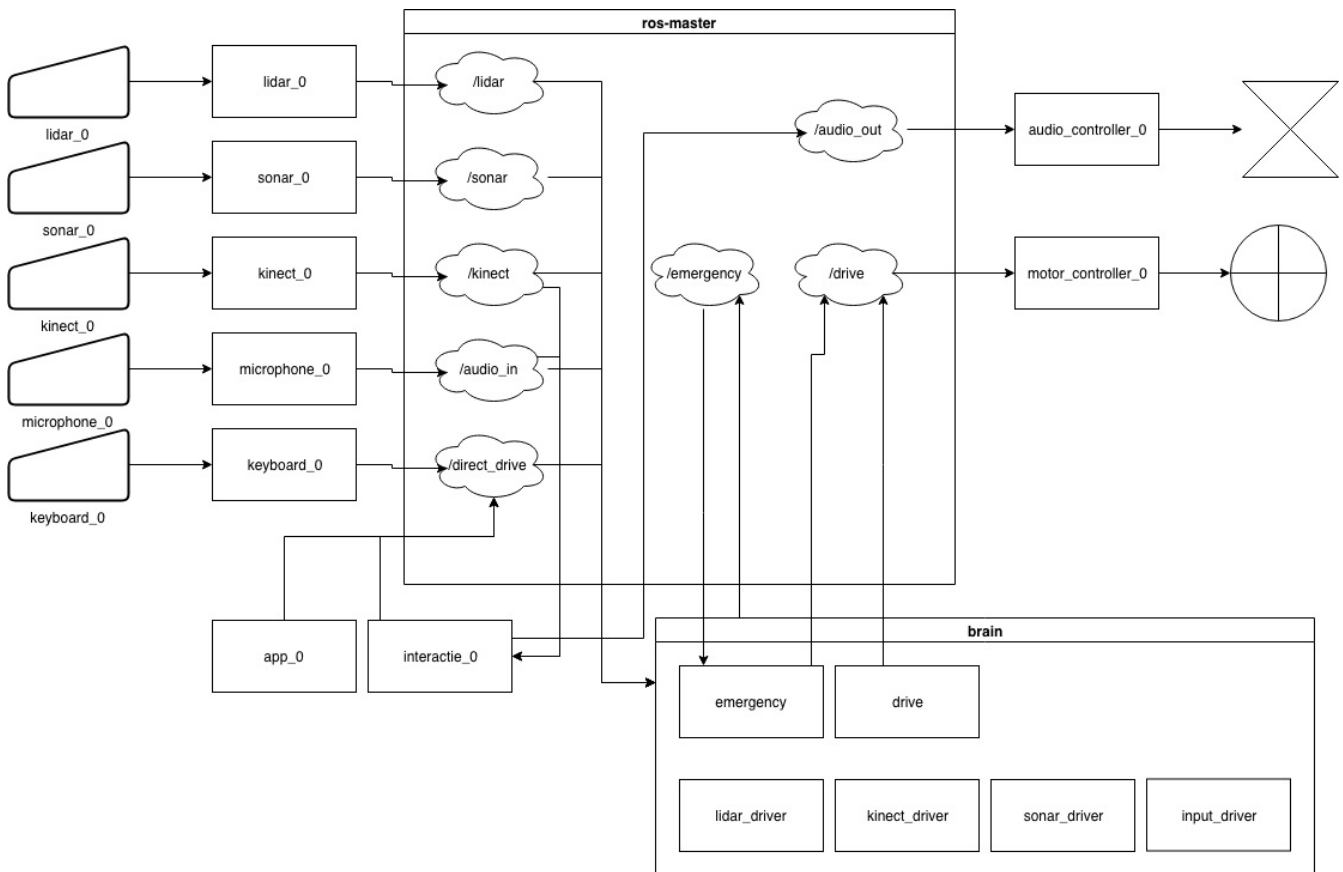 ros-master
lidar_0
lidar_0
/lidar
/audio_out
audio_controller_0
sonar_0
sonar_0
/sonar
kinect_0
kinect_0
/kinect
/emergency
/drive
motor_controller_0
microphone_0
microphone_0
/audio_in
keyboard_0
keyboard_0
/direct_drive
app_0
interactie_0
brain
emergency
drive
lidar_driver
kinect_driver
sonar_driver
input_driver